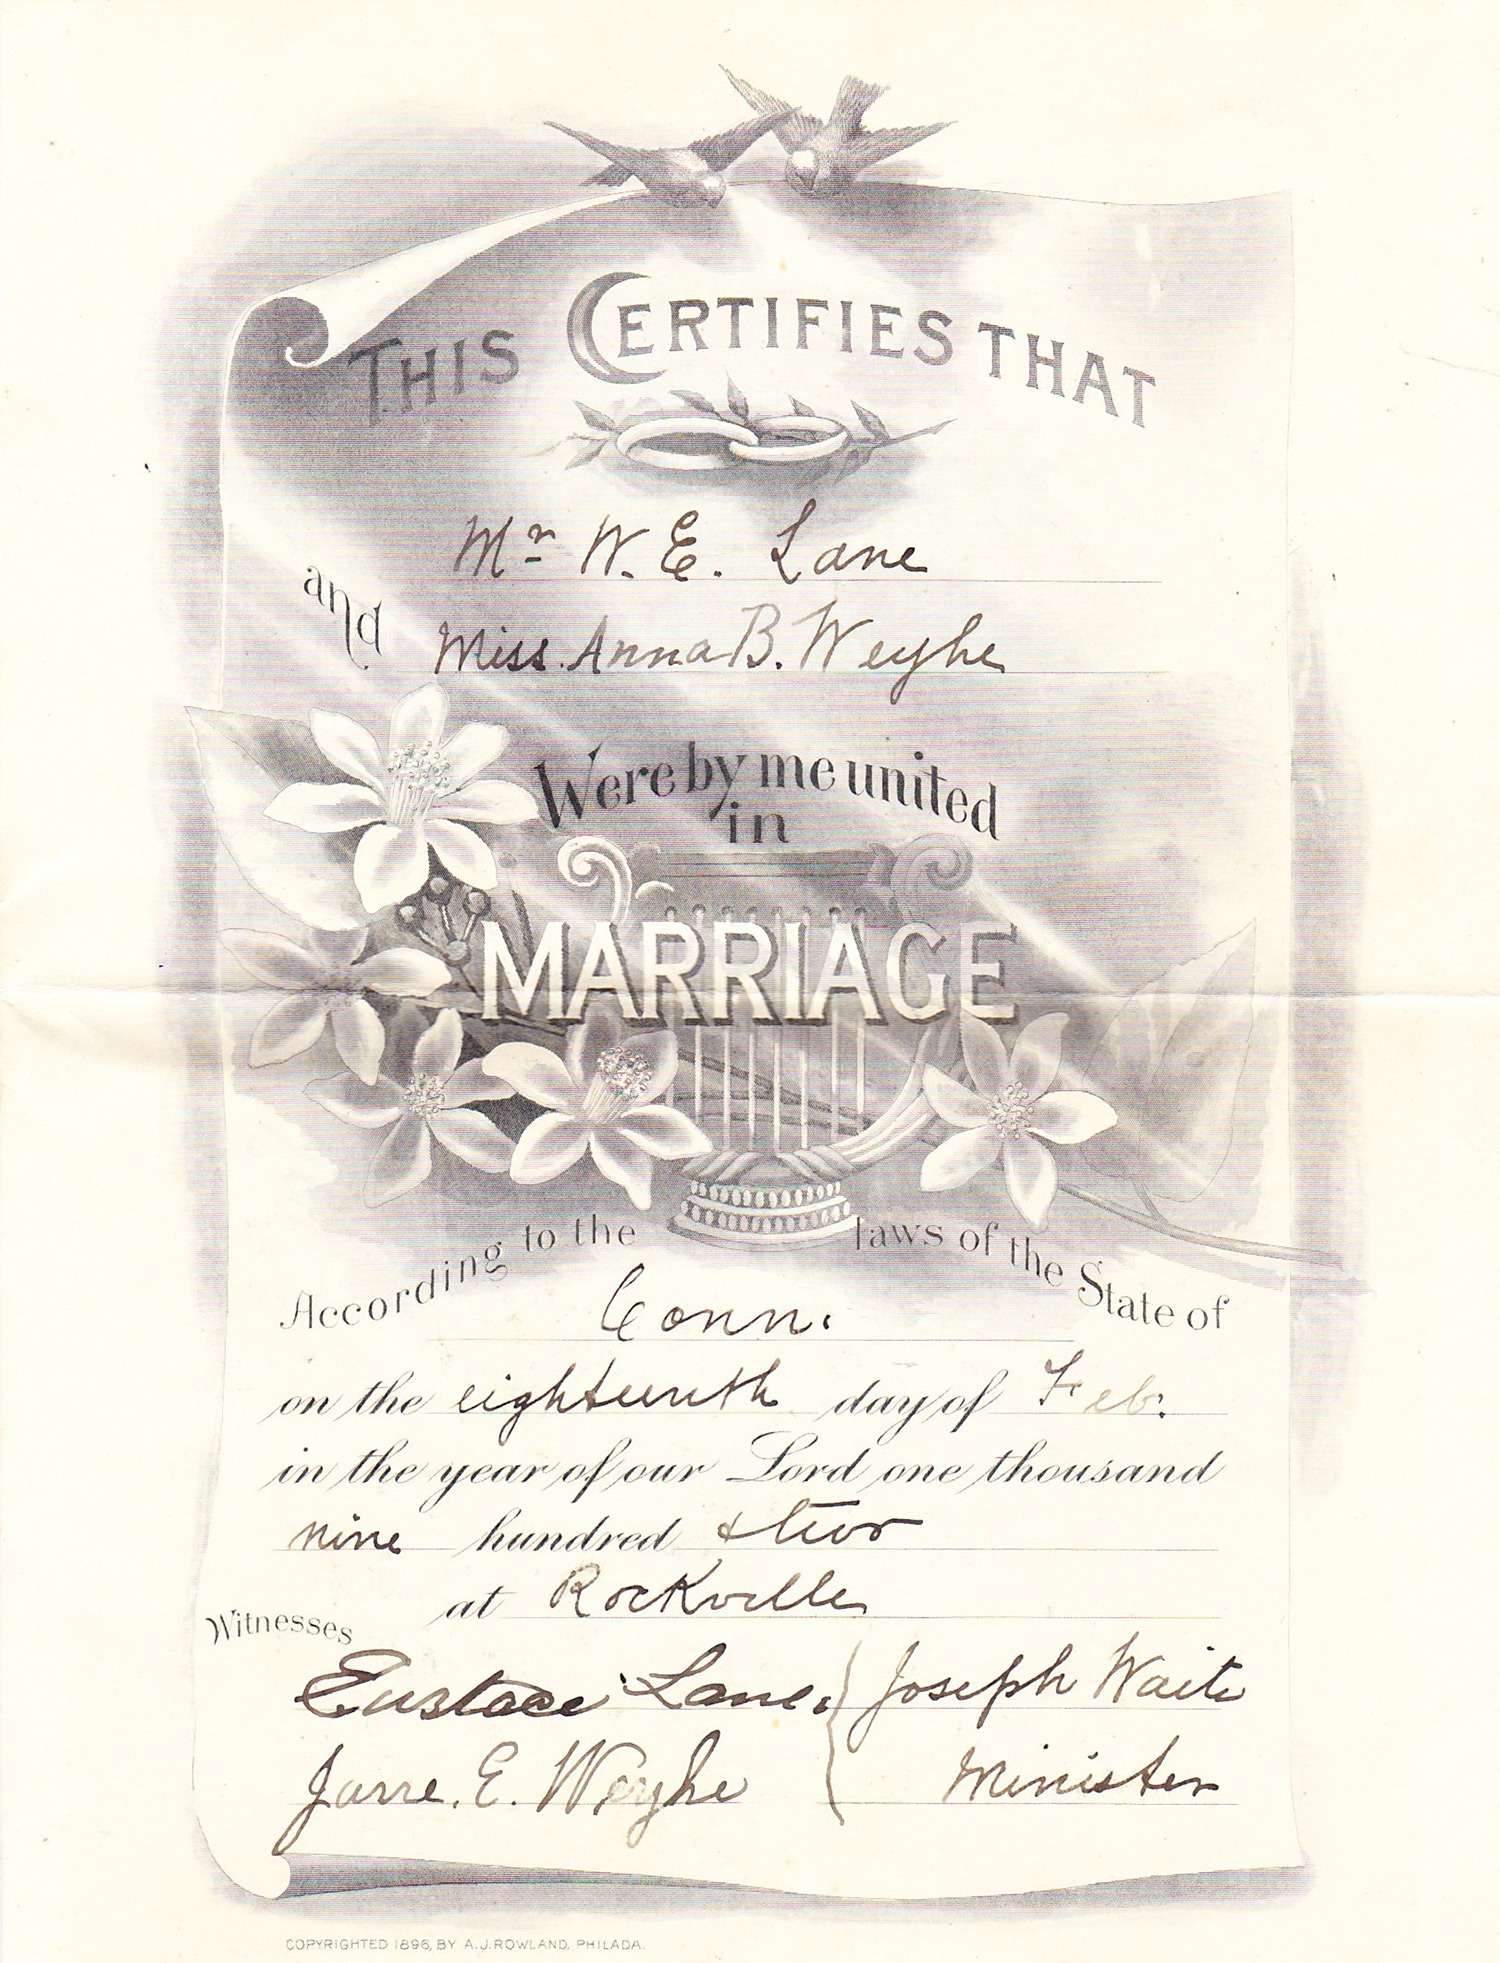 THIS CERTIFIES THAT
Mr W. E. Lane
and
Miss. Anna B. Weyhe
Were by me united
in
MARRIAGE
According to the laws of the State of
Conn.
on the eighteenth day of Feb.
in the year of our Lord one thousand
nine hundred & two
at Rockville
Witnesses
Eustace Lane. Joseph Waite
E. Weyhe Minister
COPYRIGHTED 1896, BY A. J. ROWLAND, PHILADA.